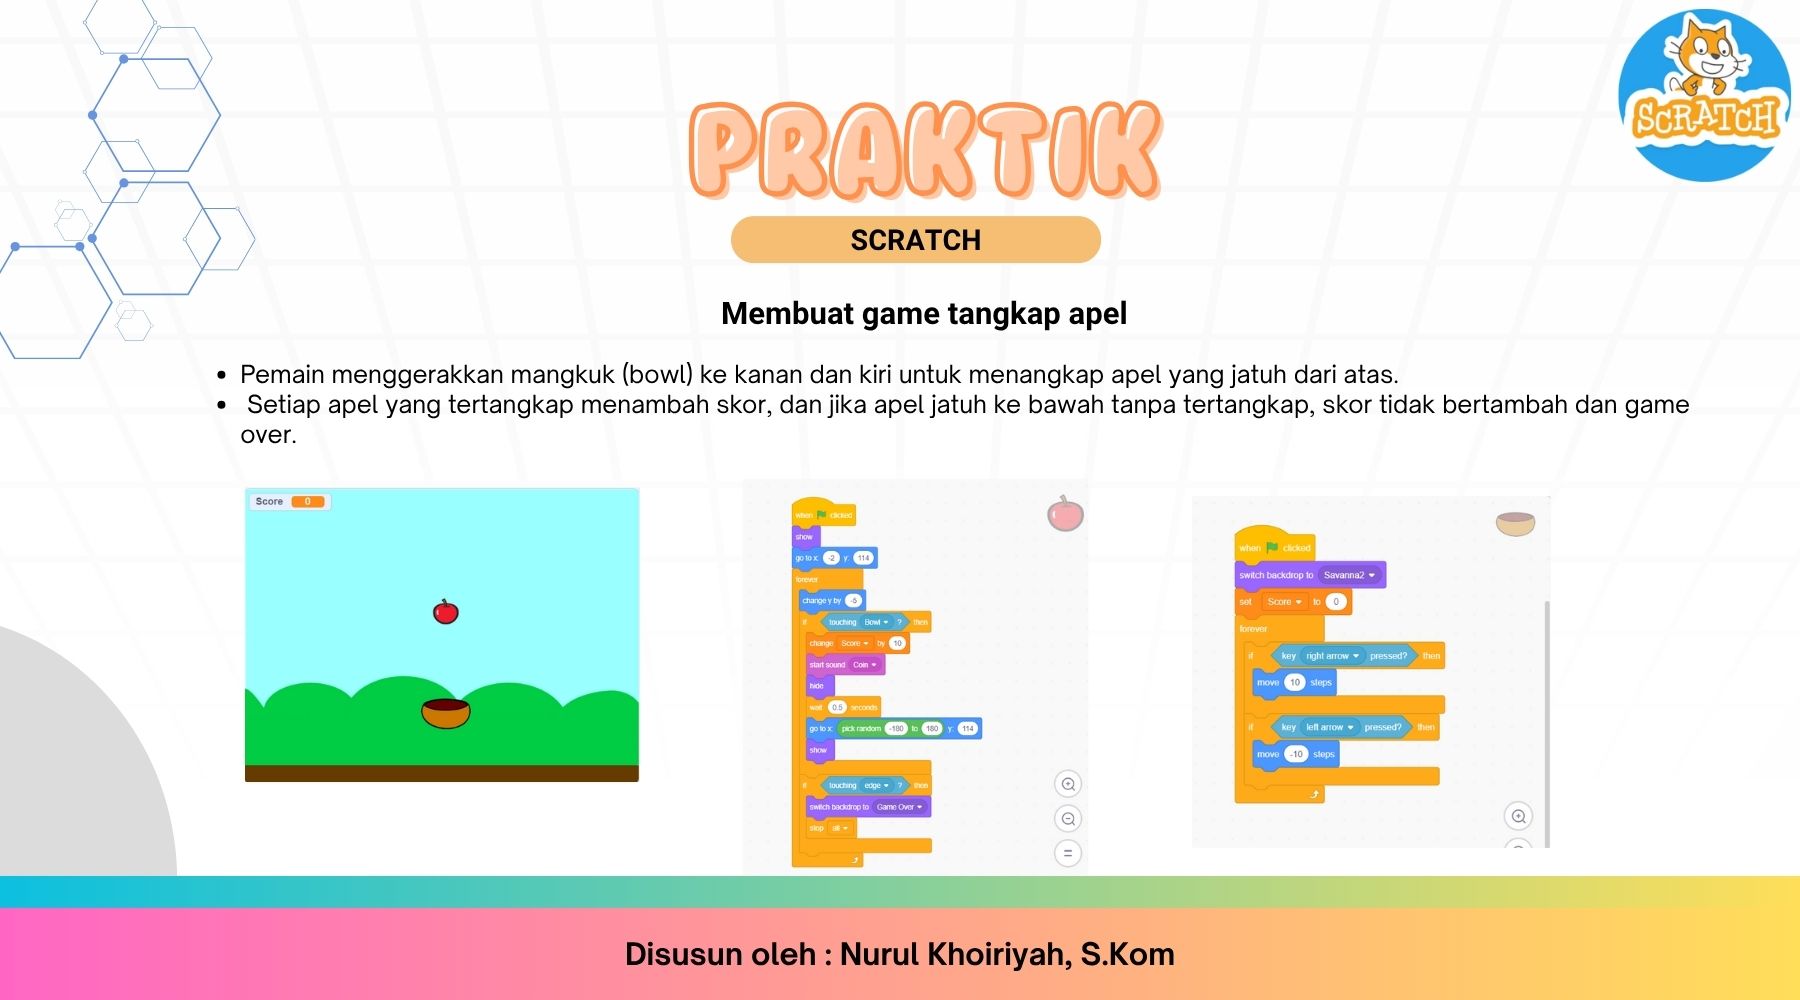 SCRATCH
PRAKTIK
SCRATCH
Membuat game tangkap apel
Pemain menggerakkan mangkuk (bowl) ke kanan dan kiri untuk menangkap apel yang jatuh dari atas.
Setiap apel yang tertangkap menambah skor, dan jika apel jatuh ke bawah tanpa tertangkap, skor tidak bertambah dan game
over.
Score 0
when clicked
show
go to x: -2 y: 114
forever
change y by -5
if touching Bowl ? then
change Score by 10
start sound Coin
hide
wait 0.5 seconds
go to x: pick random -180 to 180 y: 114
show
if touching edge ? then
switch backdrop to Game Over
stop all
when clicked
switch backdrop to Savanna2
set Score to 0
forever
if key right arrow pressed? then
move 10 steps
if key left arrow pressed? then
move -10 steps
Disusun oleh : Nurul Khoiriyah, S.Kom